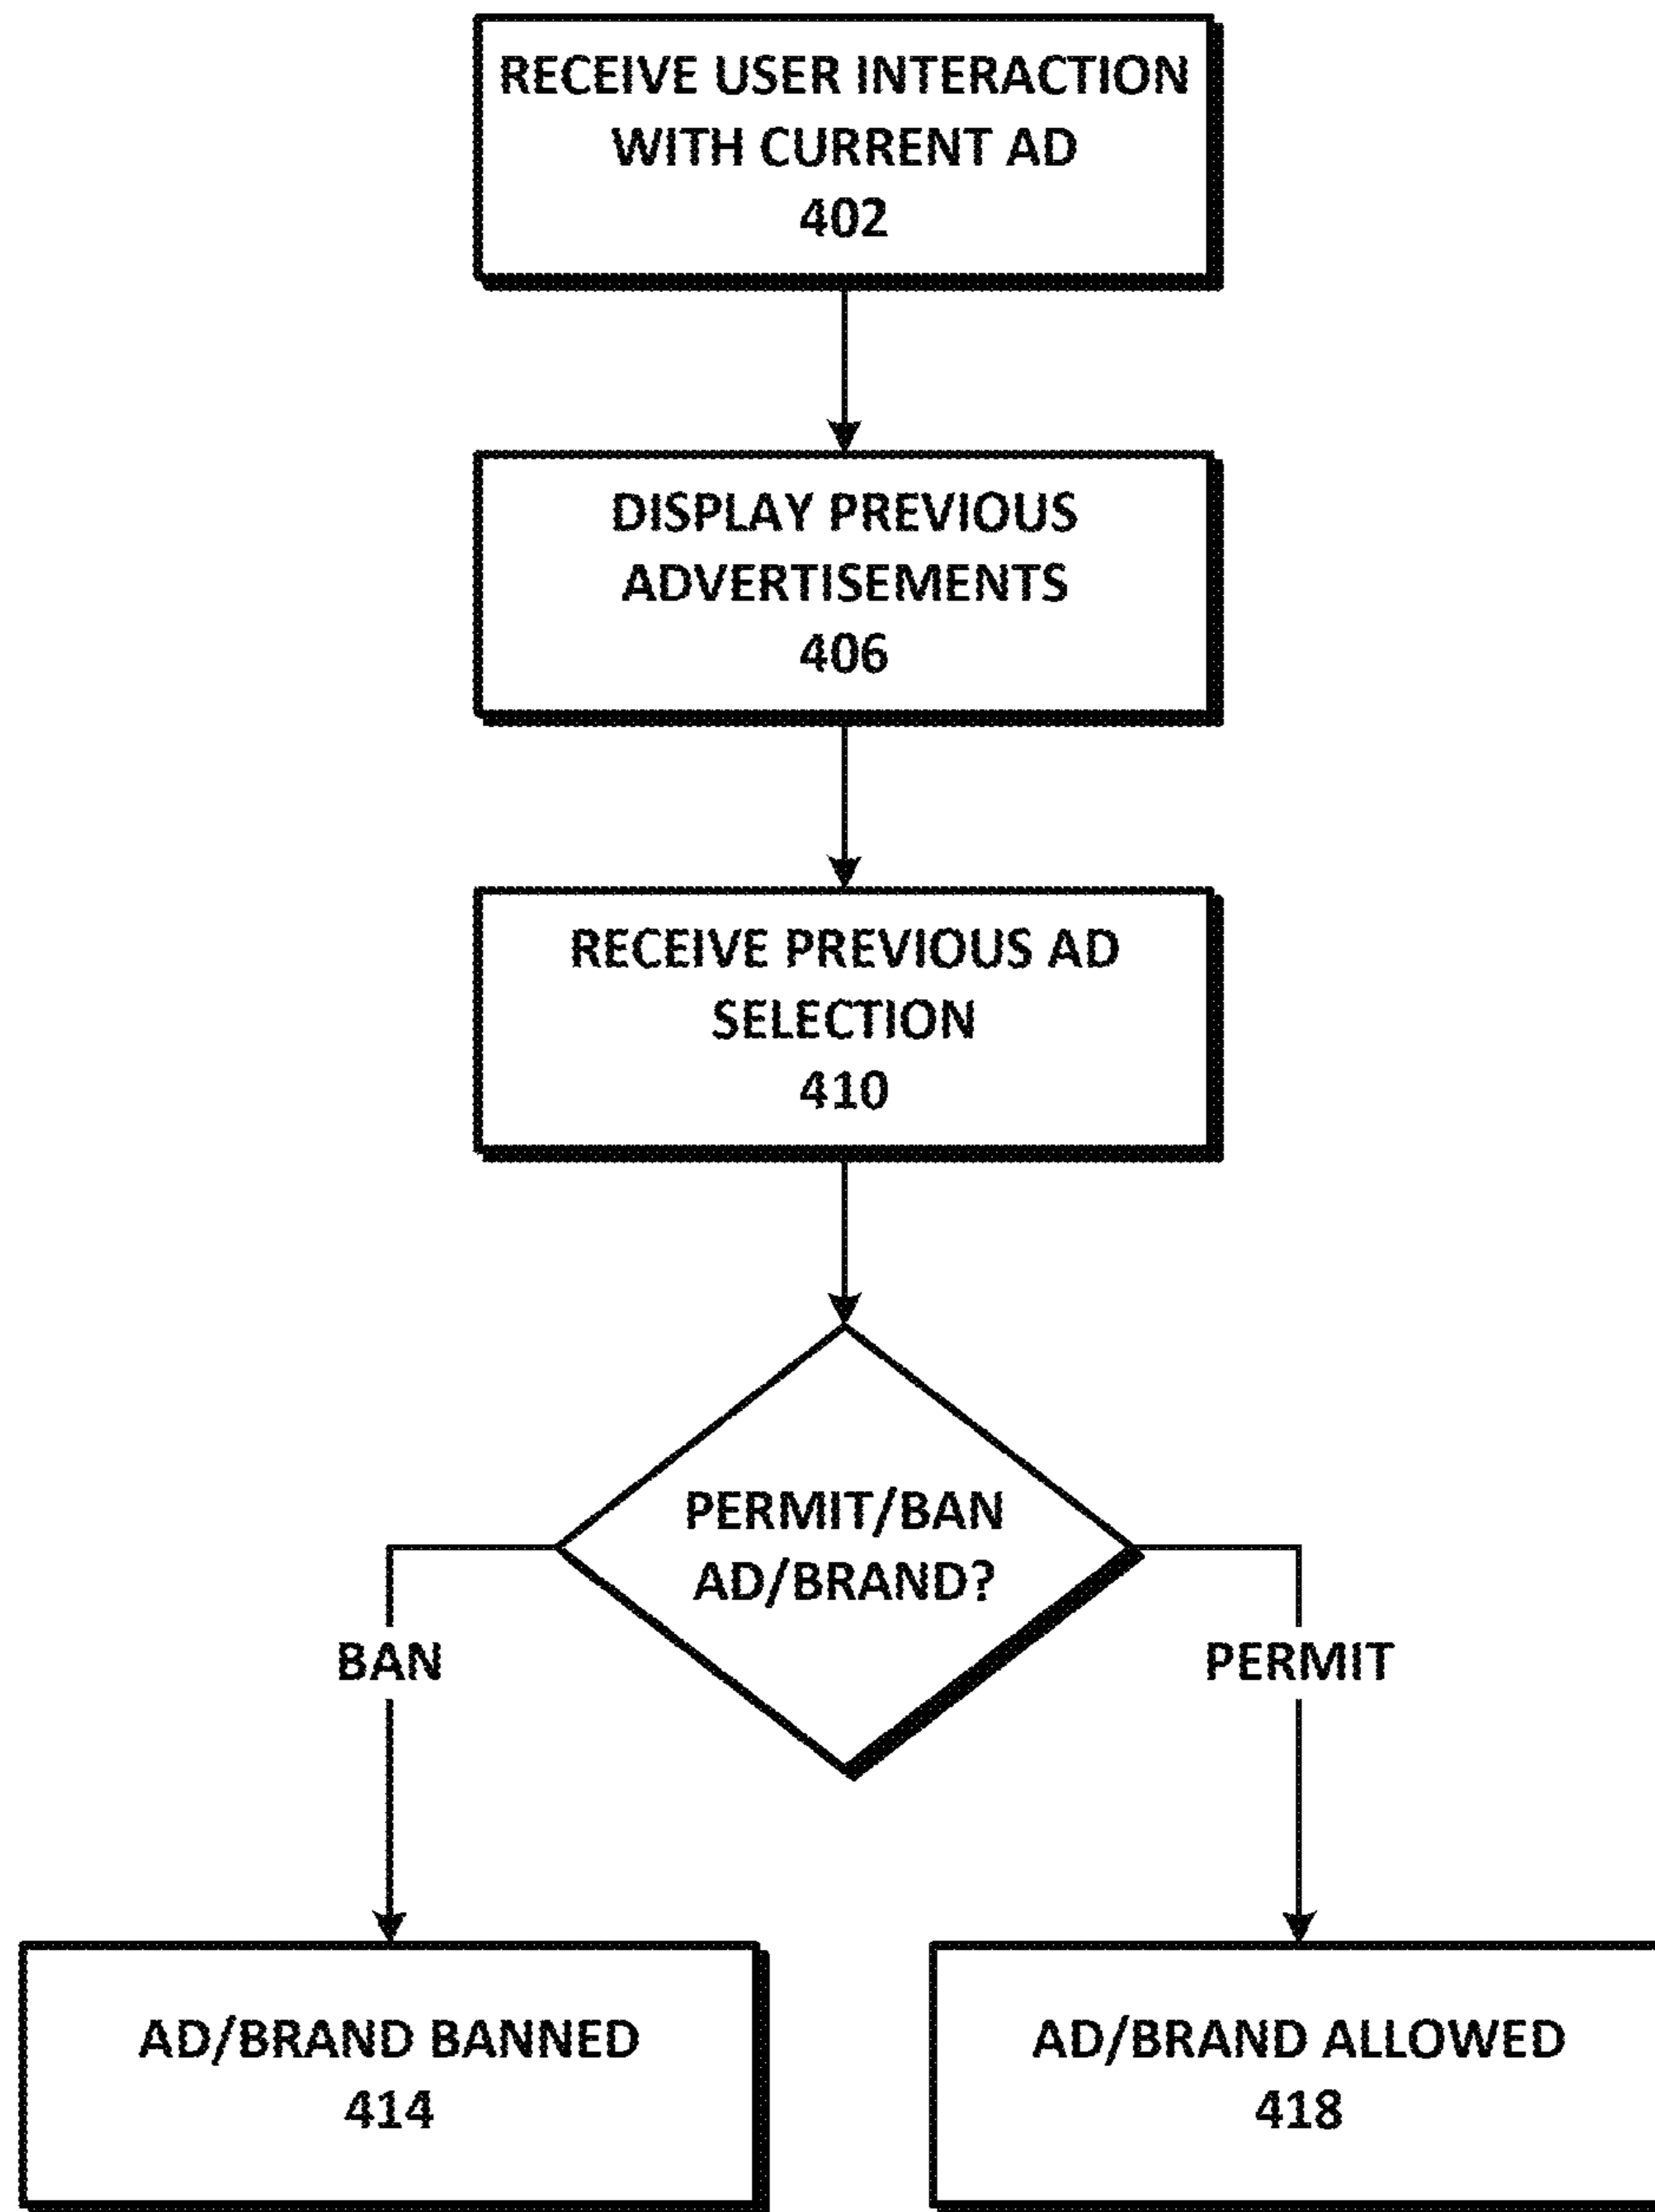 RECEIVE USER INTERACTION
WITH CURRENT AD
402
DISPLAY PREVIOUS
ADVERTISEMENTS
406
RECEIVE PREVIOUS AD
SELECTION
410
PERMIT/BAN
AD/BRAND?
BAN
PERMIT
AD/BRAND BANNED
414
AD/BRAND ALLOWED
418